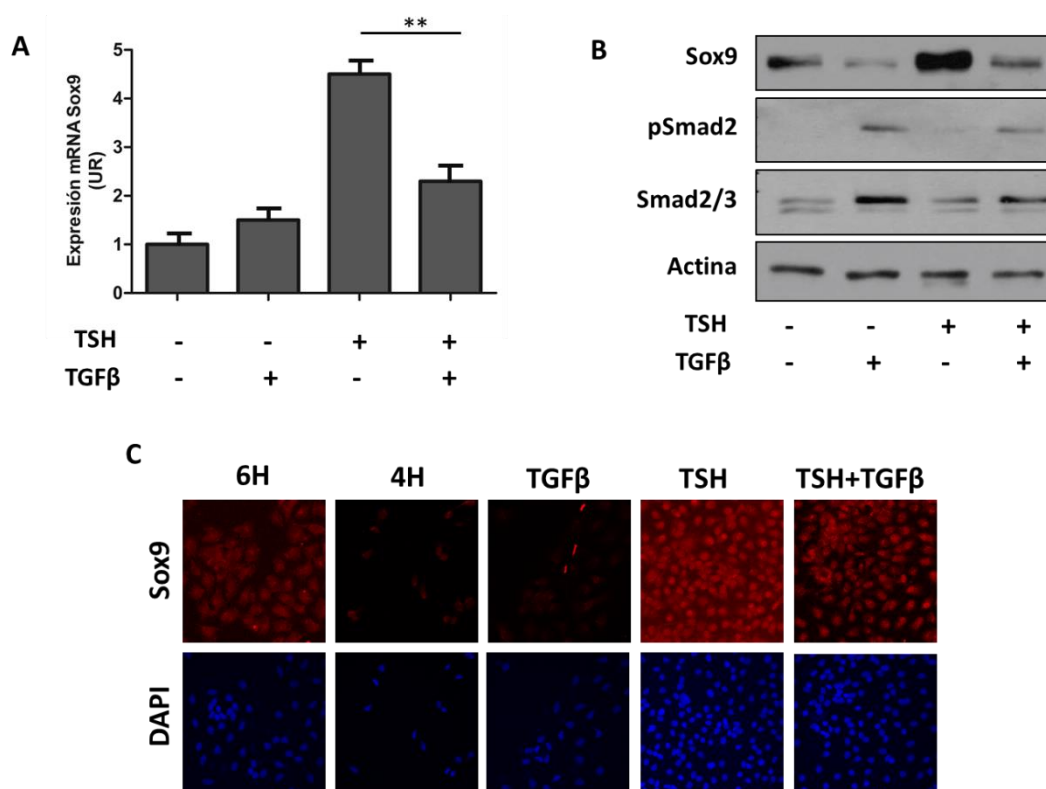 A
Expresión mRNA Sox9
(UR)
5
4
3
2
1
0
**
TSH - - + +
TGFβ - + - +
B
Sox9
pSmad2
Smad2/3
Actina
TSH - - + +
TGFβ - + - +
C
6H 4H TGFβ TSH TSH+TGFβ
Sox9
DAPI